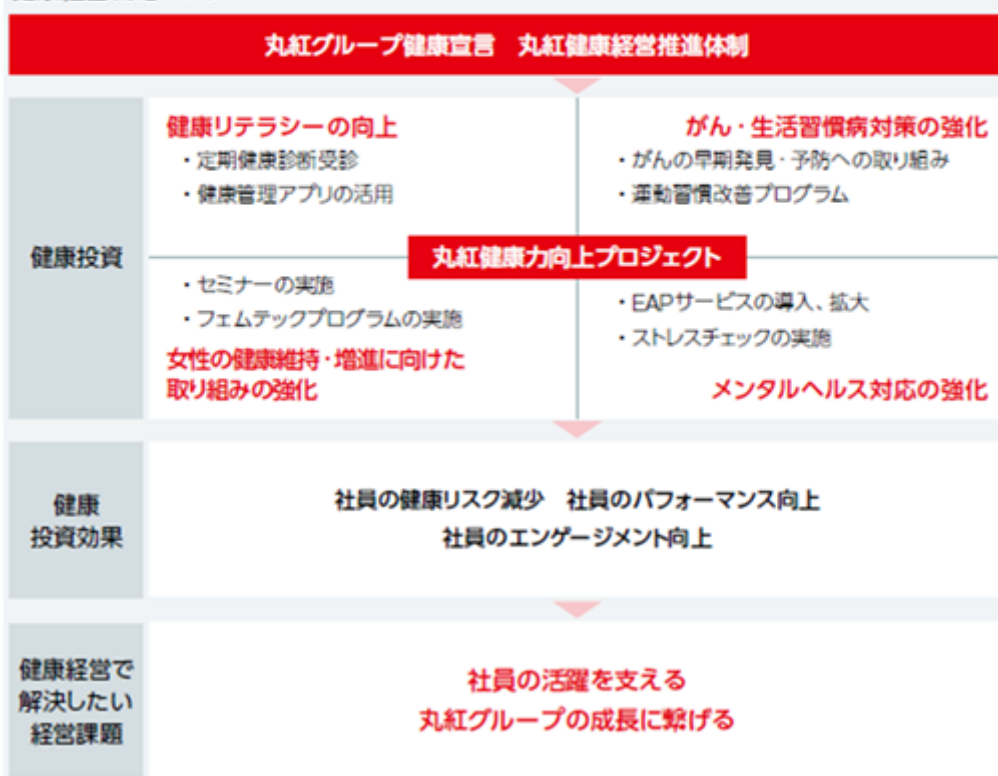 丸紅グループ健康宣言　丸紅健康経営推進体制
健康投資
健康リテラシーの向上
・定期健康診断受診
・健康管理アプリの活用
がん・生活習慣病対策の強化
・がんの早期発見・予防への取り組み
・運動習慣改善プログラム
丸紅健康力向上プロジェクト
・セミナーの実施
・フェムテックプログラムの実施
女性の健康維持・増進に向けた
取り組みの強化
・EAPサービスの導入、拡大
・ストレスチェックの実施
メンタルヘルス対応の強化
健康
投資効果
社員の健康リスク減少　社員のパフォーマンス向上
社員のエンゲージメント向上
健康経営で
解決したい
経営課題
社員の活躍を支える
丸紅グループの成長に繋げる